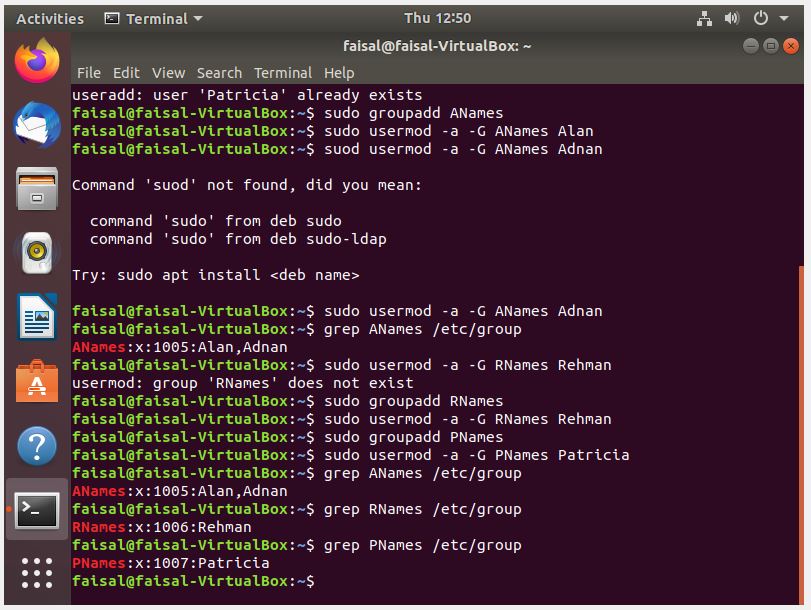 Activities Terminal Thu 12:50
faisal@faisal-VirtualBox: ~
File Edit View Search Terminal Help
useradd: user 'Patricia' already exists
faisal@faisal-VirtualBox:~$ sudo groupadd ANames
faisal@faisal-VirtualBox:~$ sudo usermod -a -G ANames Alan
faisal@faisal-VirtualBox:~$ suod usermod -a -G ANames Adnan
Command 'suod' not found, did you mean:
command 'sudo' from deb sudo
command 'sudo' from deb sudo-ldap
Try: sudo apt install <deb name>
faisal@faisal-VirtualBox:~$ sudo usermod -a -G ANames Adnan
faisal@faisal-VirtualBox:~$ grep ANames /etc/group
ANames:x:1005:Alan,Adnan
faisal@faisal-VirtualBox:~$ sudo usermod -a -G RNames Rehman
usermod: group 'RNames' does not exist
faisal@faisal-VirtualBox:~$ sudo groupadd RNames
faisal@faisal-VirtualBox:~$ sudo usermod -a -G RNames Rehman
faisal@faisal-VirtualBox:~$ sudo groupadd PNames
faisal@faisal-VirtualBox:~$ sudo usermod -a -G PNames Patricia
faisal@faisal-VirtualBox:~$ grep ANames /etc/group
ANames:x:1005:Alan,Adnan
faisal@faisal-VirtualBox:~$ grep RNames /etc/group
RNames:x:1006:Rehman
faisal@faisal-VirtualBox:~$ grep PNames /etc/group
PNames:x:1007:Patricia
faisal@faisal-VirtualBox:~$